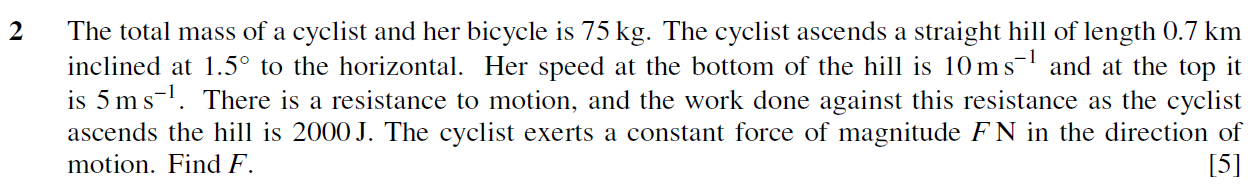 2 The total mass of a cyclist and her bicycle is 75 kg. The cyclist ascends a straight hill of length 0.7 km
inclined at 1.5° to the horizontal. Her speed at the bottom of the hill is 10 m s⁻¹ and at the top it
is 5 m s⁻¹. There is a resistance to motion, and the work done against this resistance as the cyclist
ascends the hill is 2000 J. The cyclist exerts a constant force of magnitude F N in the direction of
motion. Find F. [5]